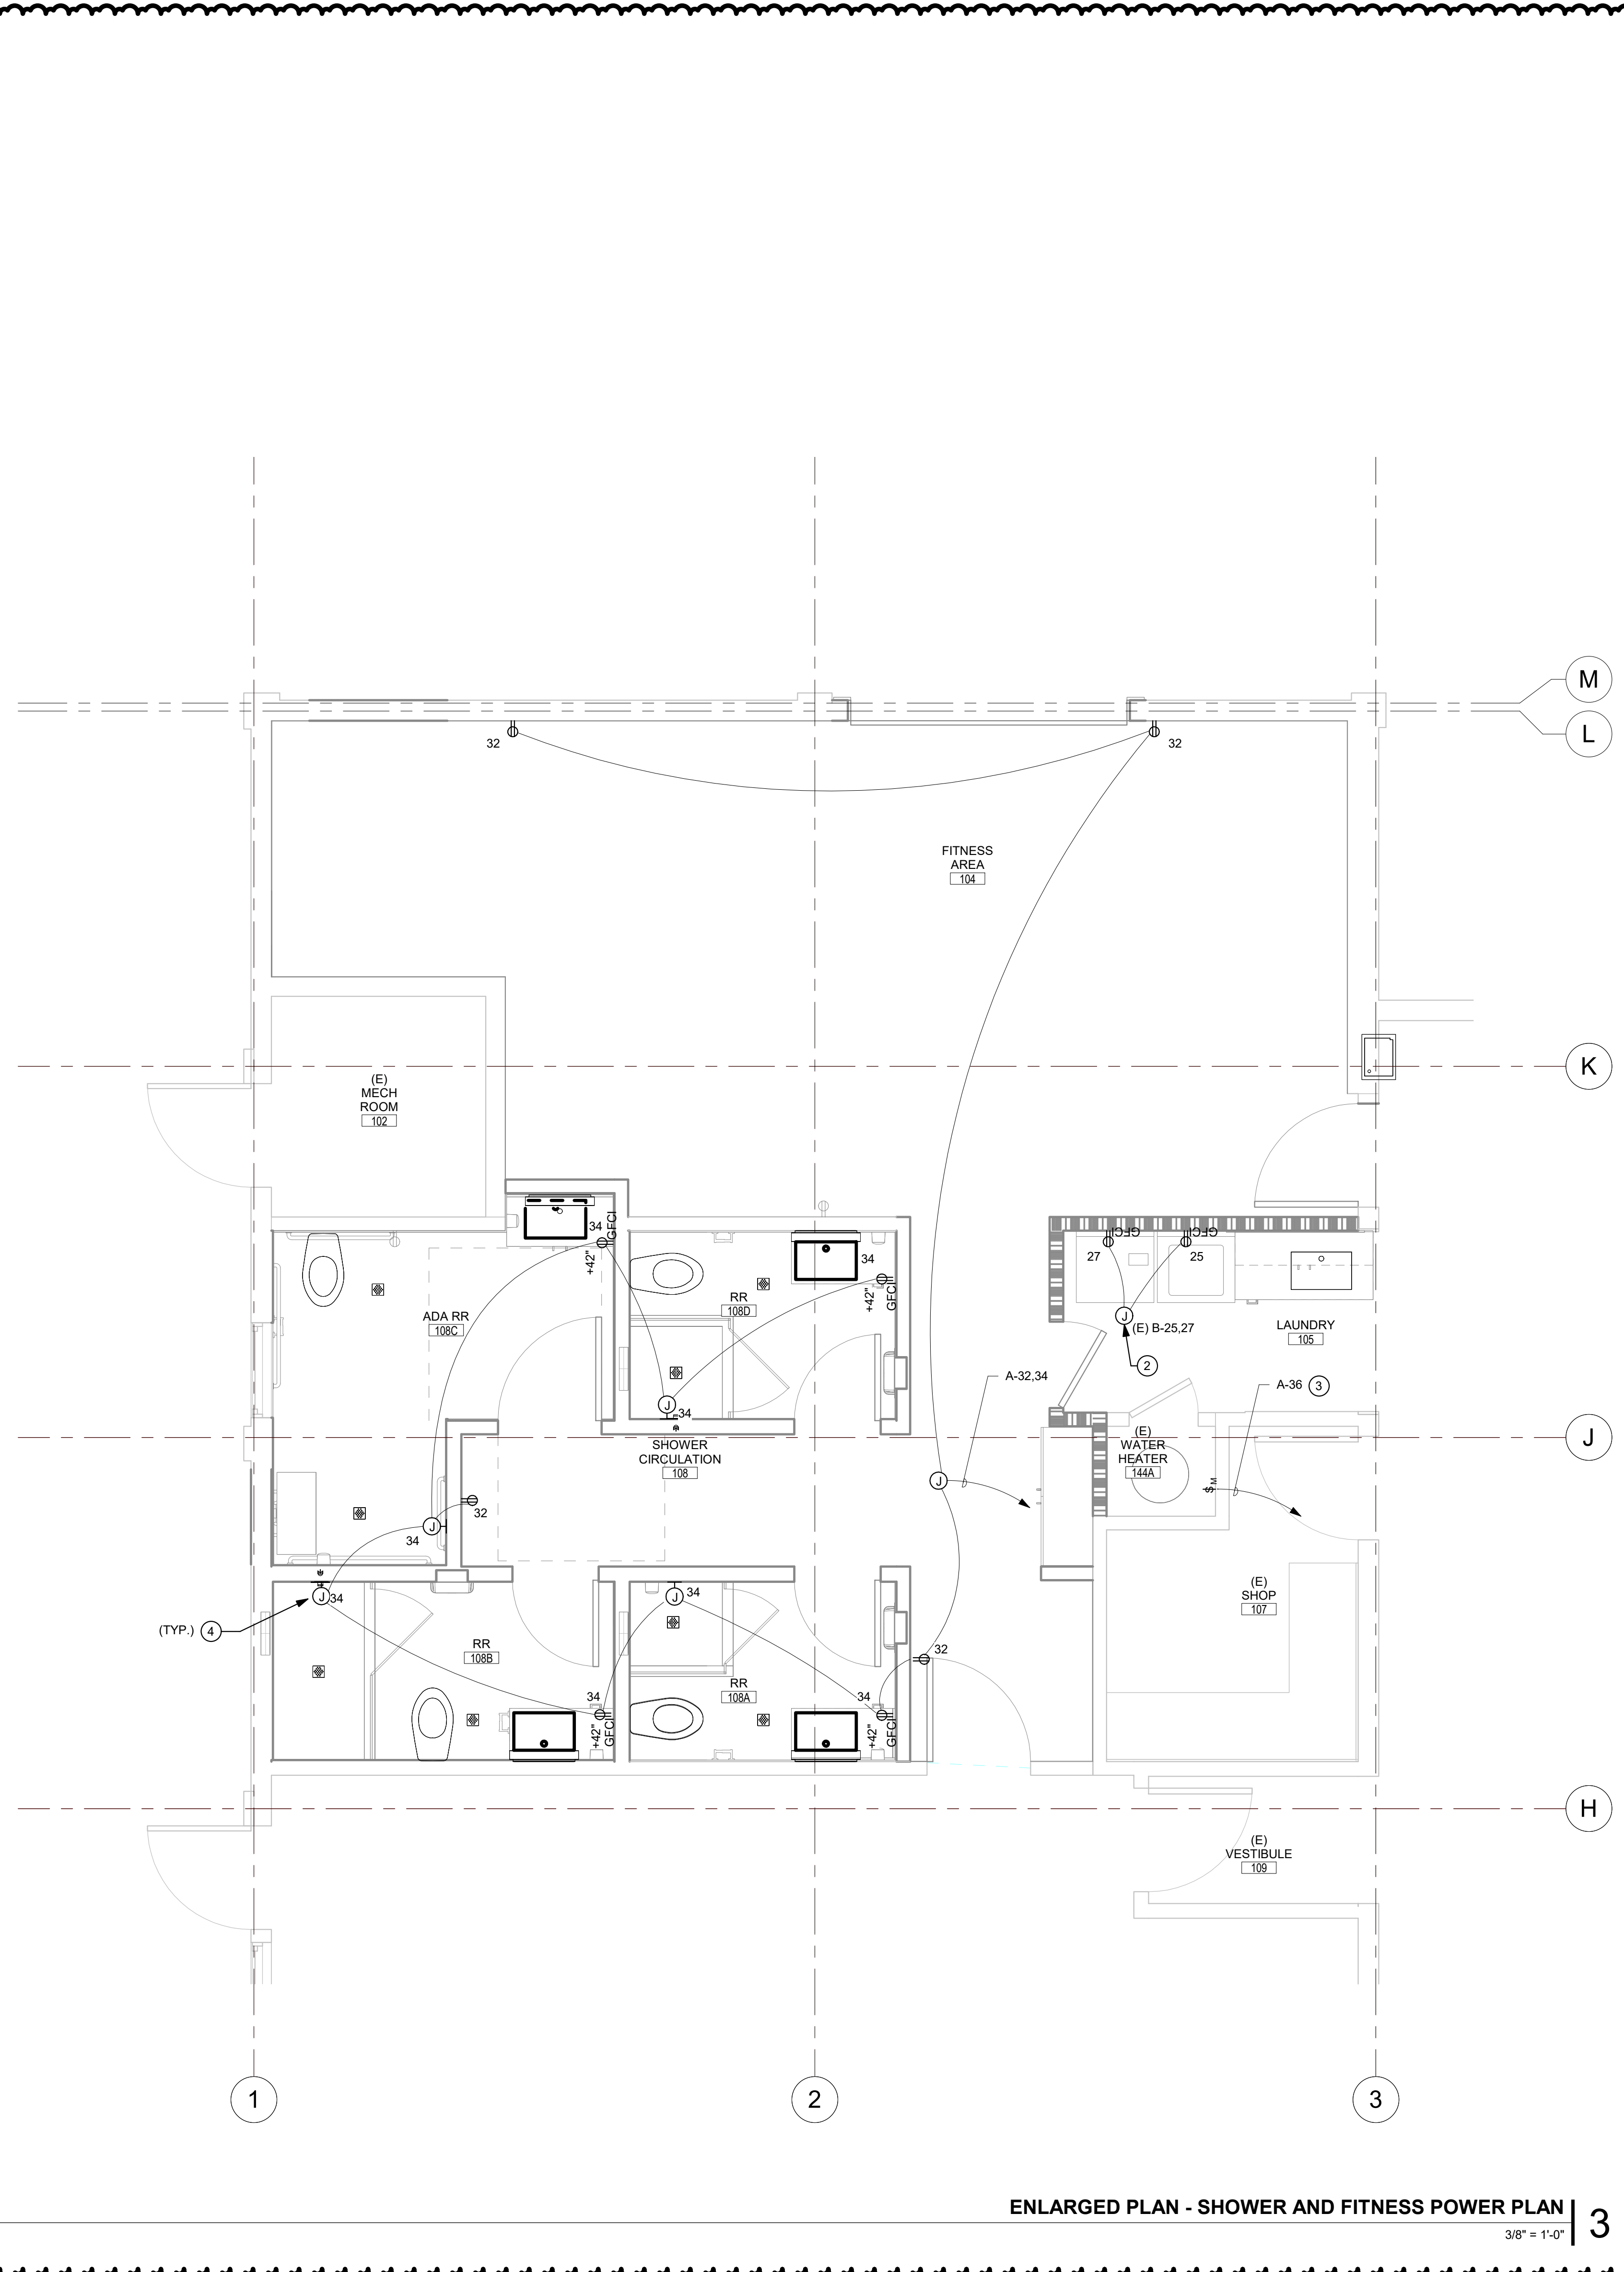 M
L
32
32
FITNESS
AREA
104
K
(E)
MECH
ROOM
102
34
GFCI
+42"
34
+42"
GFCI
RR
108D
ADA RR
108C
GFCI
GFCI
27
25
J
(E) B-25,27
2
LAUNDRY
105
A-32,34
A-36 3
J
34
SHOWER
CIRCULATION
108
(E)
WATER
HEATER
144A
J
$ M
J
32
J
34
J
34
J
34
(TYP.) 4
(E)
SHOP
107
RR
108B
32
RR
108A
34
+42"
GFCI
34
+42"
GFCI
H
(E)
VESTIBULE
109
1
2
3
ENLARGED PLAN - SHOWER AND FITNESS POWER PLAN
3/8" = 1'-0"
3